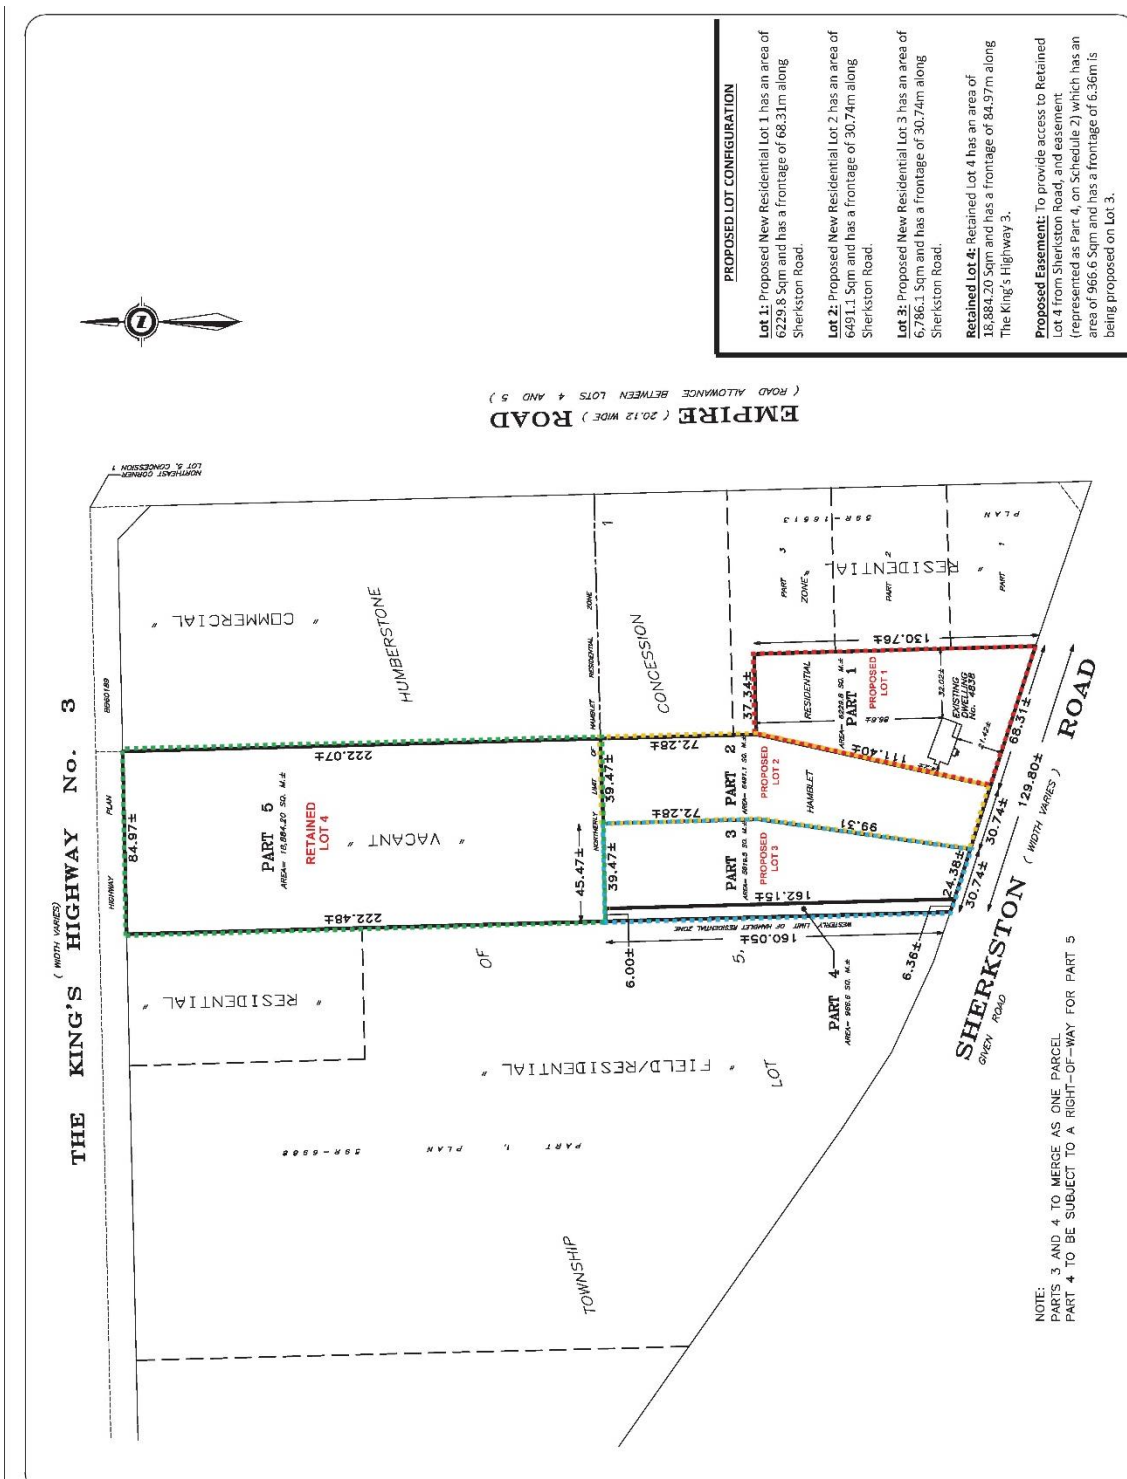 THE KING'S HIGHWAY No. 3
( WIDTH VARIES)
HIGHWAY PLAN BB60189
84.97±
NORTHEAST CORNER
LOT 5, CONCESSION 1
EMPIRE ( 20.12 WIDE ) ROAD
( ROAD ALLOWANCE BETWEEN LOTS 4 AND 5 )
" RESIDENTIAL "
222.48±
PART 5
AREA= 18,884.20 SQ. M.±
RETAINED
LOT 4
" VACANT "
222.07±
" COMMERCIAL "
HUMBERSTONE
PART 1, PLAN 59R-6988
" FIELD/RESIDENTIAL "
OF
45.47±
39.47±
39.47±
NORTHERLY LIMIT OF HAMLET RESIDENTIAL ZONE
1
TOWNSHIP
LOT
5,
CONCESSION
6.00±
160.05±
WESTERLY LIMIT OF HAMLET RESIDENTIAL ZONE
162.15±
72.28±
72.28±
PART 3
PROPOSED
LOT 3
PART 2
AREA= 6491.1 SQ. M.±
PROPOSED
LOT 2
37.34±
PART 1
AREA= 6229.8 SQ. M.±
PROPOSED
LOT 1
HAMLET
RESIDENTIAL
ZONE
99.31
111.40±
130.76±
32.02±
EXISTING
DWELLING
No. 4838
21.42±
PART 3
PART 2
PART 1
" RESIDENTIAL "
PLAN 59R-16513
PART 4
AREA= 966.6 SQ. M.±
6.36±
24.38±
30.74±
30.74±
68.31±
129.80±
SHERKSTON ( WIDTH VARIES ) ROAD
GIVEN ROAD
NOTE:
PARTS 3 AND 4 TO MERGE AS ONE PARCEL
PART 4 TO BE SUBJECT TO A RIGHT-OF-WAY FOR PART 5
PROPOSED LOT CONFIGURATION
Lot 1: Proposed New Residential Lot 1 has an area of
6229.8 Sqm and has a frontage of 68.31m along
Sherkston Road.
Lot 2: Proposed New Residential Lot 2 has an area of
6491.1 Sqm and has a frontage of 30.74m along
Sherkston Road.
Lot 3: Proposed New Residential Lot 3 has an area of
6,786.1 Sqm and has a frontage of 30.74m along
Sherkston Road.
Retained Lot 4: Retained Lot 4 has an area of
18,884.20 Sqm and has a frontage of 84.97m along
The King's Highway 3.
Proposed Easement: To provide access to Retained
Lot 4 from Sherkston Road, and easement
(represented as Part 4, on Schedule 2) which has an
area of 966.6 Sqm and has a frontage of 6.36m is
being proposed on Lot 3.